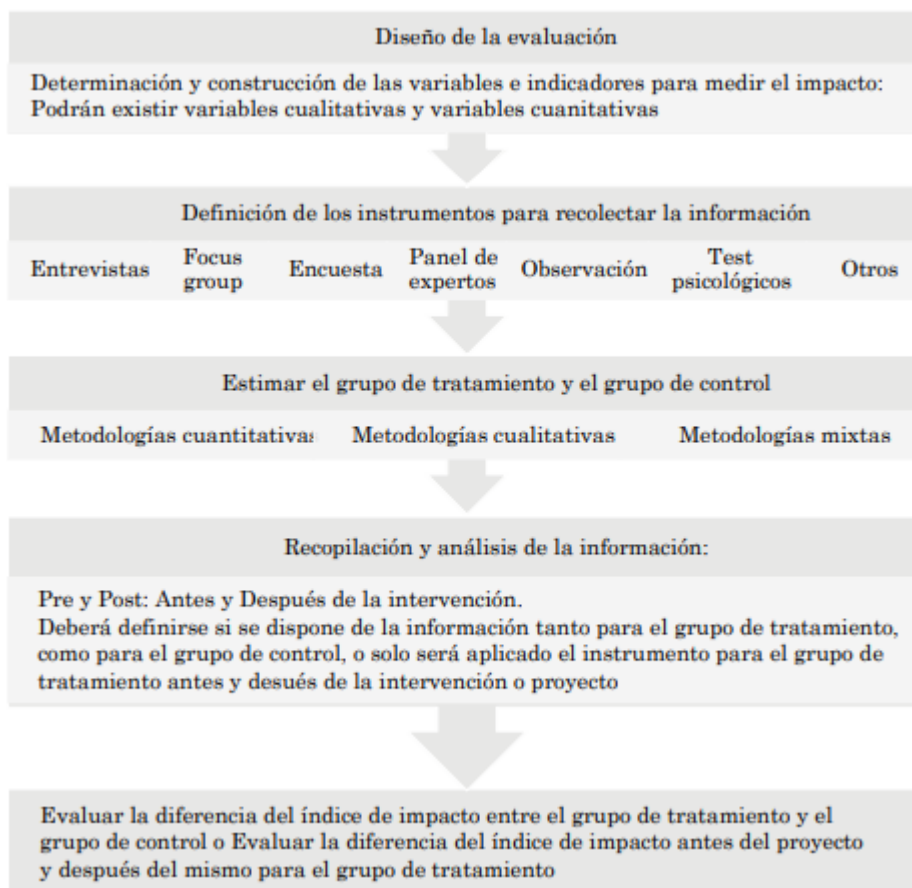 Diseño de la evaluación
Determinación y construcción de las variables e indicadores para medir el impacto:
Podrán existir variables cualitativas y variables cuanitativas
Definición de los instrumentos para recolectar la información
Entrevistas
Focus
group
Encuesta
Panel de
expertos
Observación
Test
psicológicos
Otros
Estimar el grupo de tratamiento y el grupo de control
Metodologías cuantitativas Metodologías cualitativas Metodologías mixtas
Recopilación y análisis de la información:
Pre y Post: Antes y Después de la intervención.
Deberá definirse si se dispone de la información tanto para el grupo de tratamiento,
como para el grupo de control, o solo será aplicado el instrumento para el grupo de
tratamiento antes y desués de la intervención o proyecto
Evaluar la diferencia del índice de impacto entre el grupo de tratamiento y el
grupo de control o Evaluar la diferencia del índice de impacto antes del proyecto
y después del mismo para el grupo de tratamiento